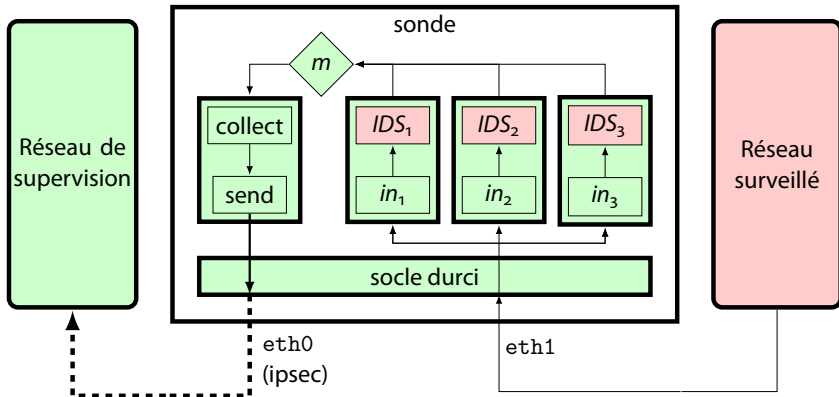 sonde
m
collect
IDS₁
IDS₂
IDS₃
Réseau de
supervision
Réseau
surveillé
send
in₁
in₂
in₃
socle durci
eth0
(ipsec)
eth1